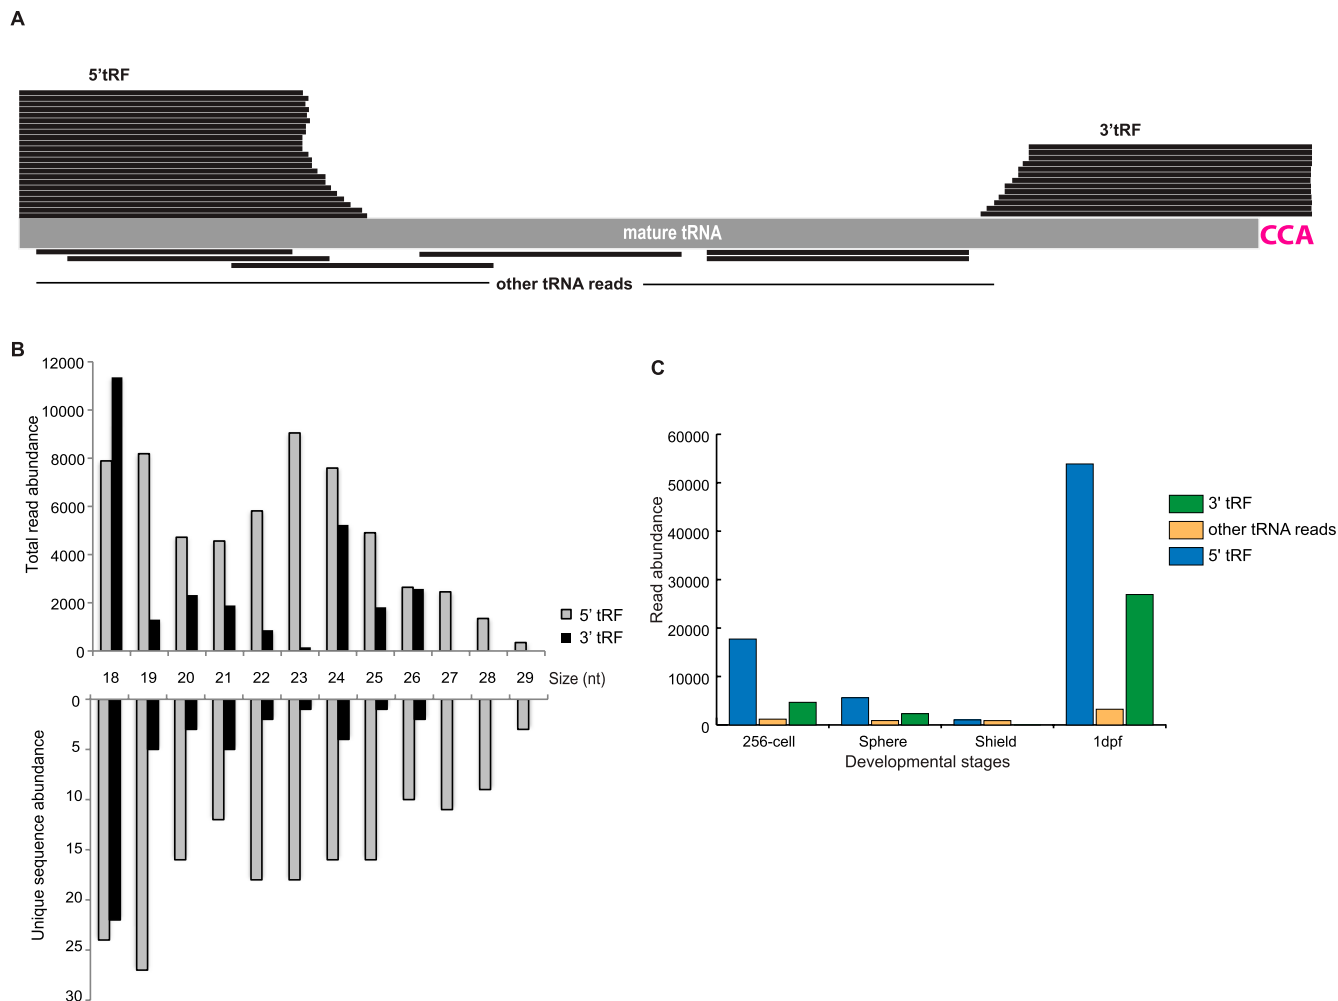 A
5'tRF
3'tRF
mature tRNA
CCA
other tRNA reads
B
12000
10000
8000
6000
4000
2000
0
Total read abundance
5' tRF
3' tRF
18 19 20 21 22 23 24 25 26 27 28 29 Size (nt)
0
5
10
15
20
25
30
Unique sequence abundance
C
60000
50000
40000
30000
20000
10000
0
Read abundance
256-cell Sphere Shield 1dpf
Developmental stages
3' tRF
other tRNA reads
5' tRF